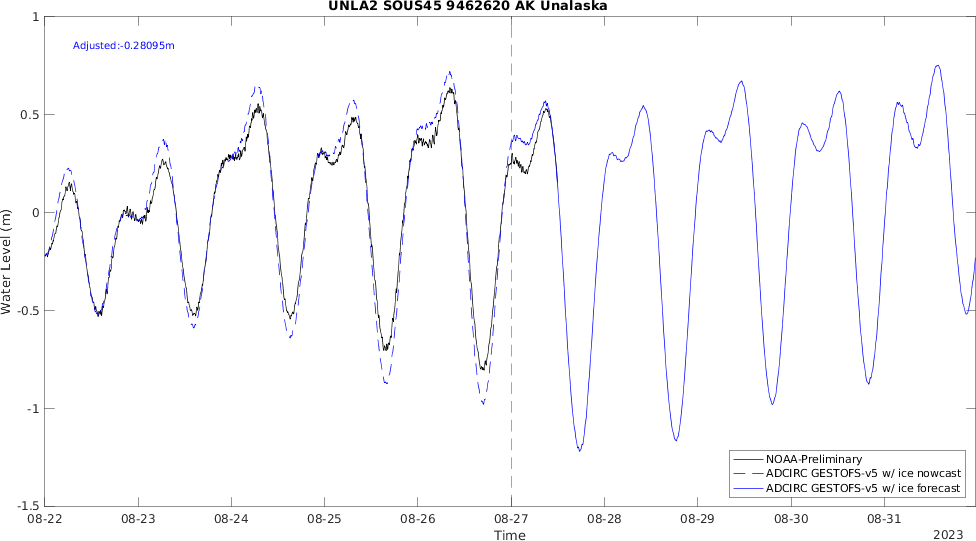 UNLA2 SOUS45 9462620 AK Unalaska
Adjusted:-0.28095m
1
0.5
0
-0.5
-1
-1.5
Water Level (m)
08-22 08-23 08-24 08-25 08-26 08-27 08-28 08-29 08-30 08-31
Time
2023
NOAA-Preliminary
ADCIRC GESTOFS-v5 w/ ice nowcast
ADCIRC GESTOFS-v5 w/ ice forecast